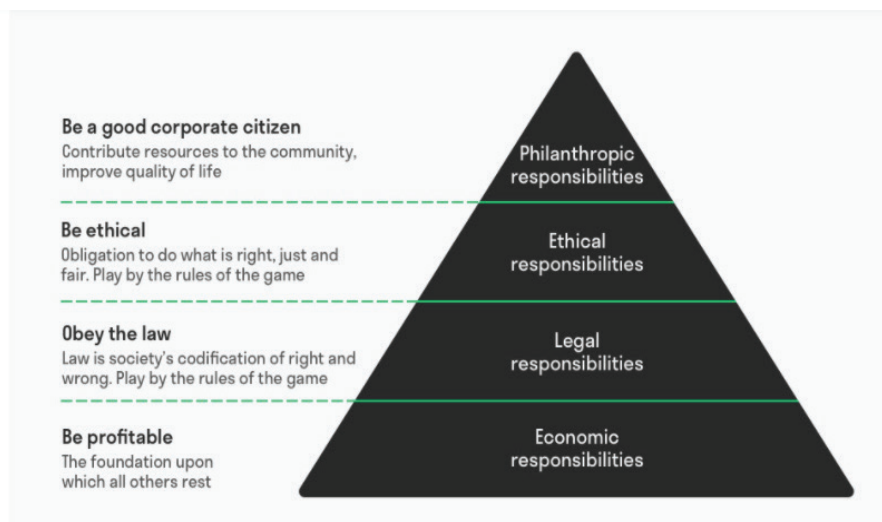 Be a good corporate citizen
Contribute resources to the community,
improve quality of life
Philanthropic
responsibilities
Be ethical
Obligation to do what is right, just and
fair. Play by the rules of the game
Ethical
responsibilities
Obey the law
Law is society's codification of right and
wrong. Play by the rules of the game
Legal
responsibilities
Be profitable
The foundation upon
which all others rest
Economic
responsibilities